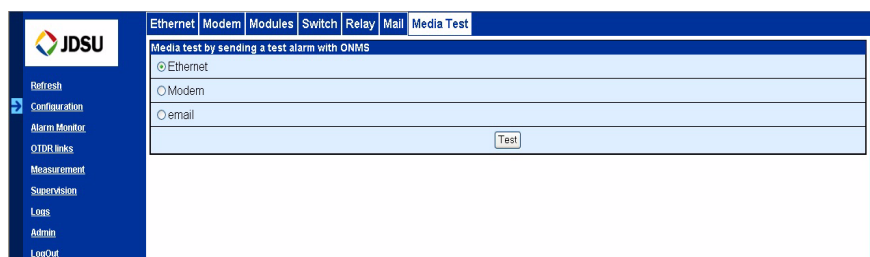 JDSU
Refresh
Configuration
Alarm Monitor
OTDR links
Measurement
Supervision
Logs
Admin
LogOut
Ethernet Modem Modules Switch Relay Mail Media Test
Media test by sending a test alarm with ONMS
Ethernet
Modem
email
Test